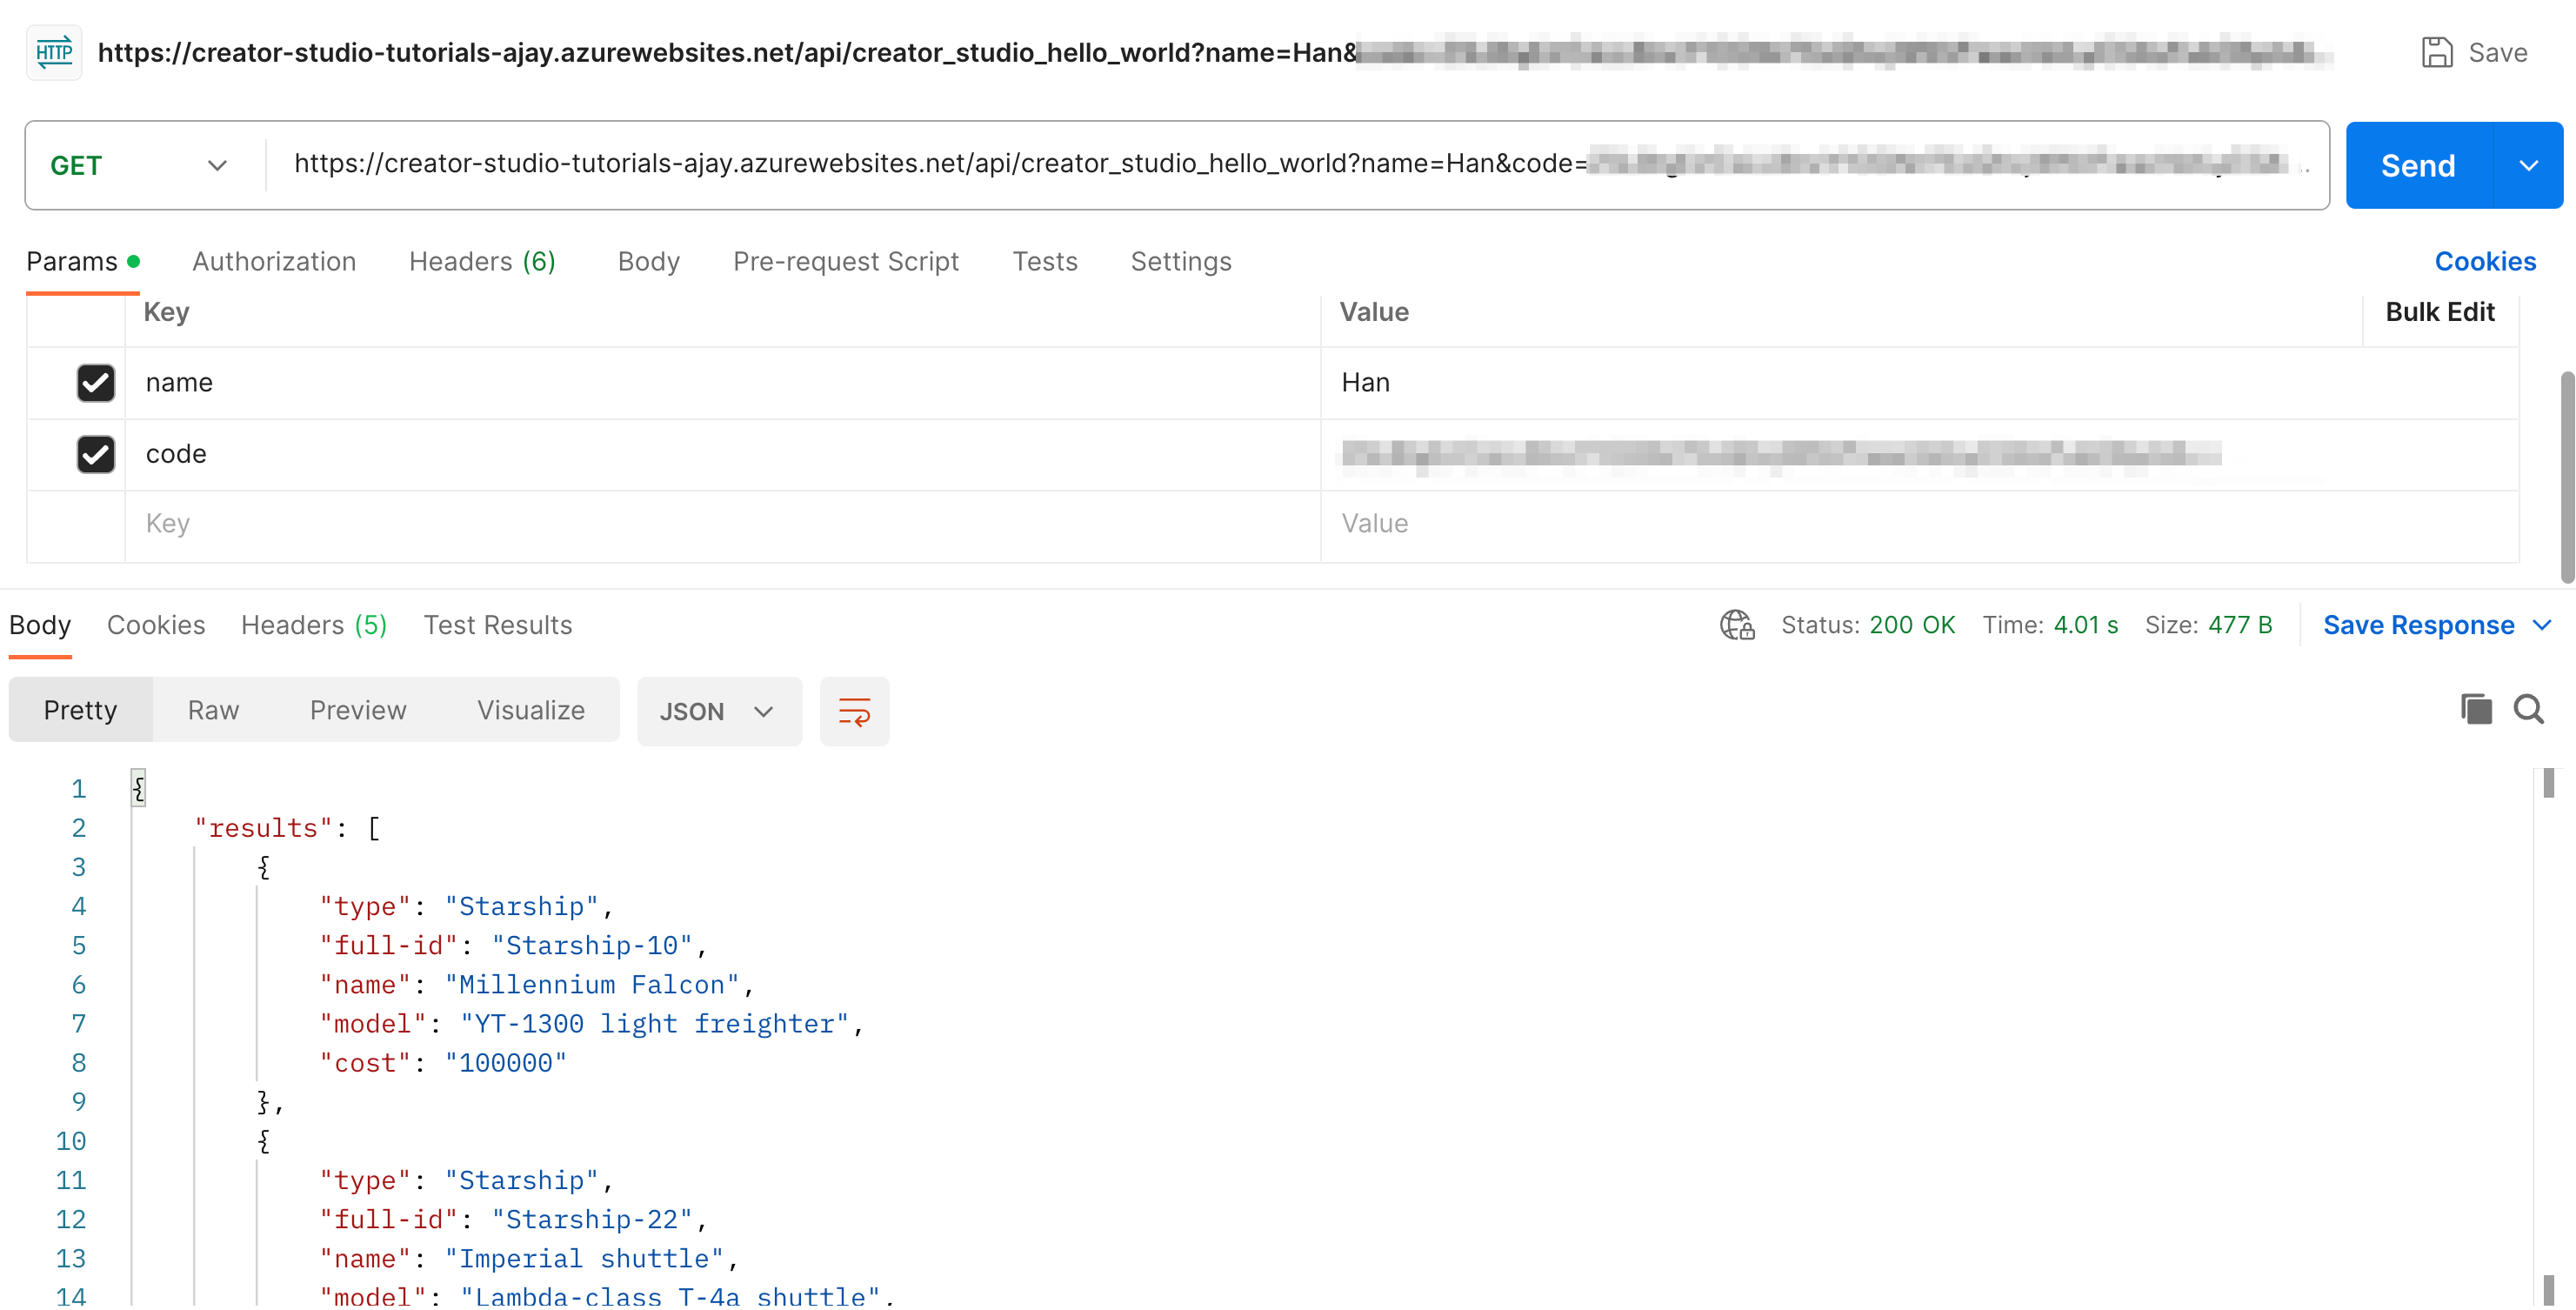 HTTP https://creator-studio-tutorials-ajay.azurewebsites.net/api/creator_studio_hello_world?name=Han& Save
GET https://creator-studio-tutorials-ajay.azurewebsites.net/api/creator_studio_hello_world?name=Han&code= Send
Params Authorization Headers (6) Body Pre-request Script Tests Settings Cookies
Key Value Bulk Edit
name Han
code
Key Value
Body Cookies Headers (5) Test Results Status: 200 OK Time: 4.01 s Size: 477 B Save Response
Pretty Raw Preview Visualize JSON
1 {
2 "results": [
3 {
4 "type": "Starship",
5 "full-id": "Starship-10",
6 "name": "Millennium Falcon",
7 "model": "YT-1300 light freighter",
8 "cost": "100000"
9 },
10 {
11 "type": "Starship",
12 "full-id": "Starship-22",
13 "name": "Imperial shuttle",
14 "model": "Lambda-class T-4a shuttle",